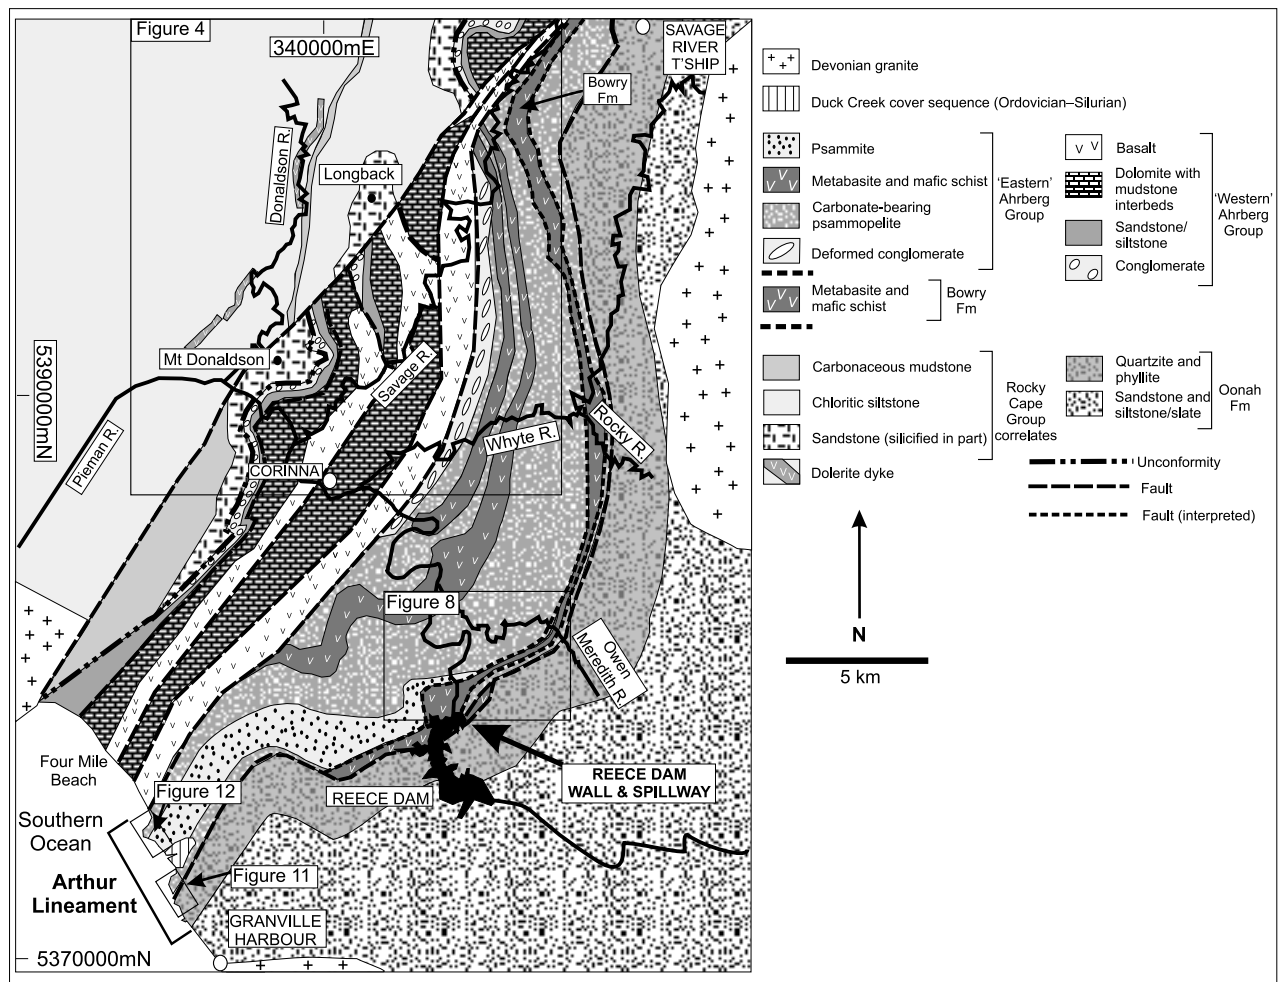 Figure 4
340000mE
SAVAGE
RIVER
T'SHIP
Bowry
Fm
Donaldson R.
Longback
Mt Donaldson
5390000mN
Pieman R.
Savage R.
CORINNA
Whyte R.
Rocky R.
Figure 8
Owen
Meredith R.
Four Mile
Beach
Figure 12
REECE DAM
REECE DAM
WALL & SPILLWAY
Southern
Ocean
Arthur
Lineament
Figure 11
GRANVILLE
HARBOUR
5370000mN
Devonian granite
Duck Creek cover sequence (Ordovician–Silurian)
Psammite
Metabasite and mafic schist
Carbonate-bearing
psammopelite
Deformed conglomerate
'Eastern'
Ahrberg
Group
Metabasite and
mafic schist
Bowry
Fm
Basalt
Dolomite with
mudstone
interbeds
Sandstone/
siltstone
Conglomerate
'Western'
Ahrberg
Group
Carbonaceous mudstone
Chloritic siltstone
Sandstone (silicified in part)
Dolerite dyke
Rocky
Cape
Group
correlates
Quartzite and
phyllite
Sandstone and
siltstone/slate
Oonah
Fm
Unconformity
Fault
Fault (interpreted)
N
5 km